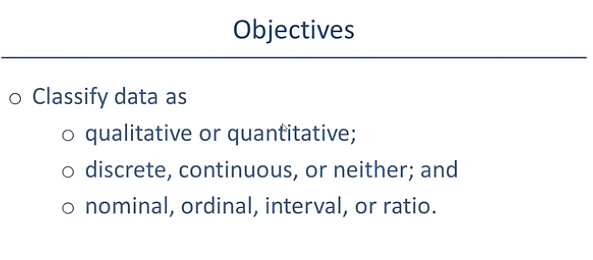 Objectives
Classify data as
qualitative or quantitative;
discrete, continuous, or neither; and
nominal, ordinal, interval, or ratio.